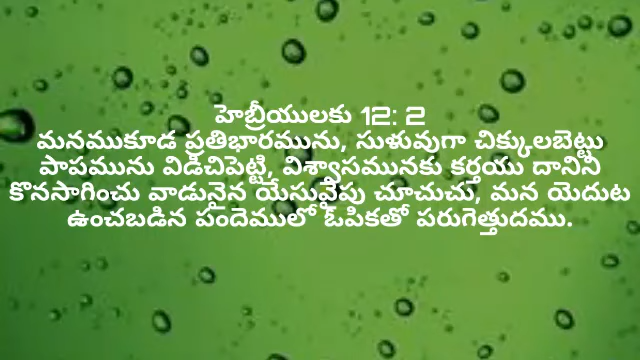 హెబ్రీయులకు 12: 2
మనముకూడ ప్రతిభారమును, సుళువుగా చిక్కులబెట్టు
పాపమును విడిచిపెట్టి, విశ్వాసమునకు కర్తయు దానిని
కొనసాగించు వాడునైన యేసువైపు చూచుచు, మన యెదుట
ఉంచబడిన పందెములో ఓపికతో పరుగెత్తుదము.